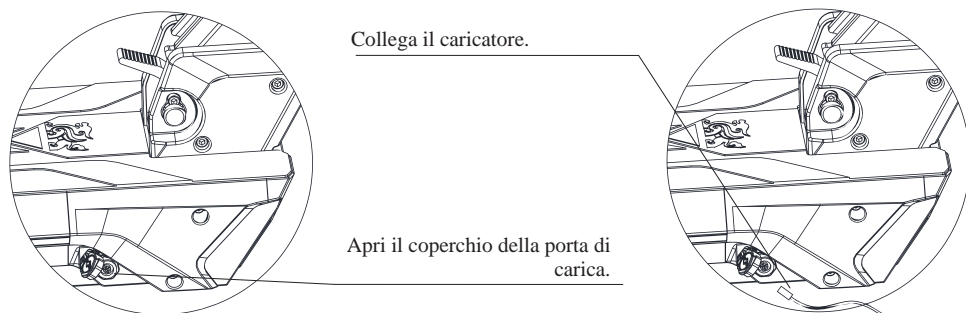 Collega il caricatore.
Apri il coperchio della porta di
carica.